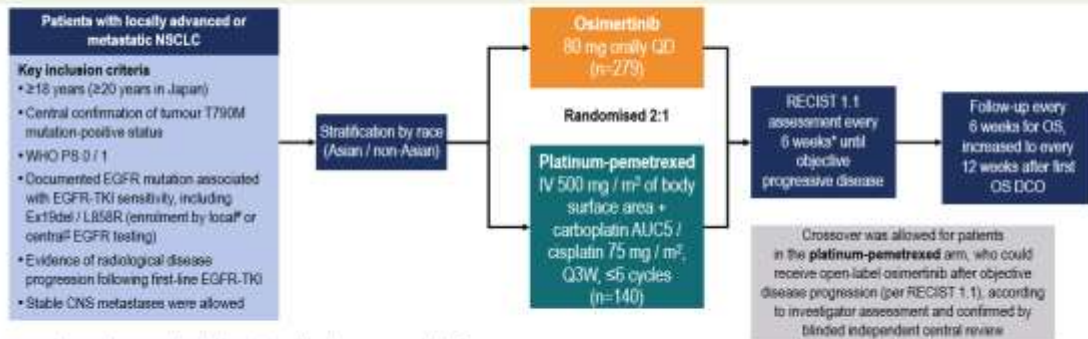 Patients with locally advanced or
metastatic NSCLC
Key inclusion criteria
• ≥18 years (≥20 years in Japan)
• Central confirmation of tumour T790M
mutation-positive status
• WHO PS 0 / 1
• Documented EGFR mutation associated
with EGFR-TKI sensitivity, including
Ex19del / L858R (enrolment by local# or
central‡ EGFR testing)
• Evidence of radiological disease
progression following first-line EGFR-TKI
• Stable CNS metastases were allowed
Stratification by race
(Asian / non-Asian)
Osimertinib
80 mg orally QD
(n=279)
Randomised 2:1
Platinum-pemetrexed
IV 500 mg / m² of body
surface area +
carboplatin AUC5 /
cisplatin 75 mg / m²,
Q3W, ≤6 cycles
(n=140)
RECIST 1.1
assessment every
6 weeks* until
objective
progressive disease
Follow-up every
6 weeks for OS,
increased to every
12 weeks after first
OS DCO
Crossover was allowed for patients
in the platinum-pemetrexed arm, who could
receive open-label osimertinib after objective
disease progression (per RECIST 1.1), according
to investigator assessment and confirmed by
blinded independent central review